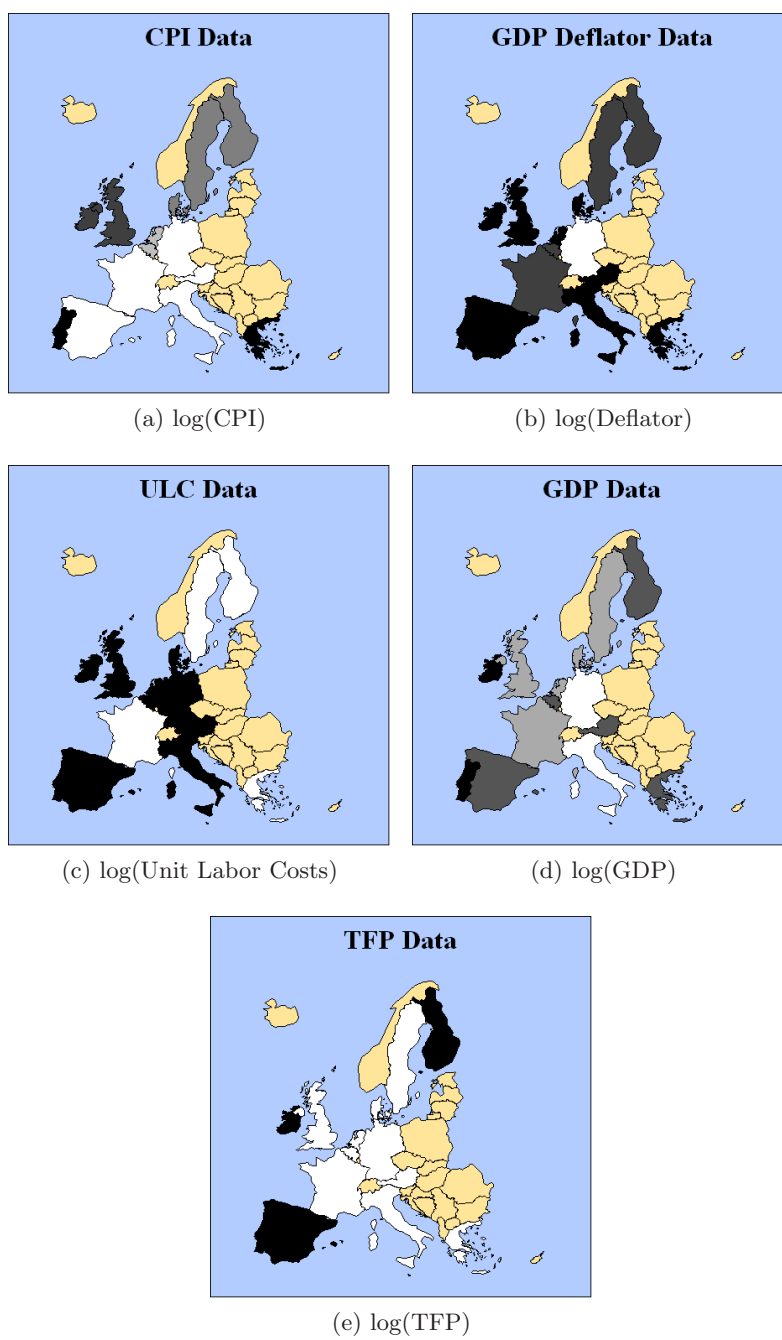 CPI Data
GDP Deflator Data
(a) log(CPI)
(b) log(Deflator)
ULC Data
GDP Data
(c) log(Unit Labor Costs)
(d) log(GDP)
TFP Data
(e) log(TFP)